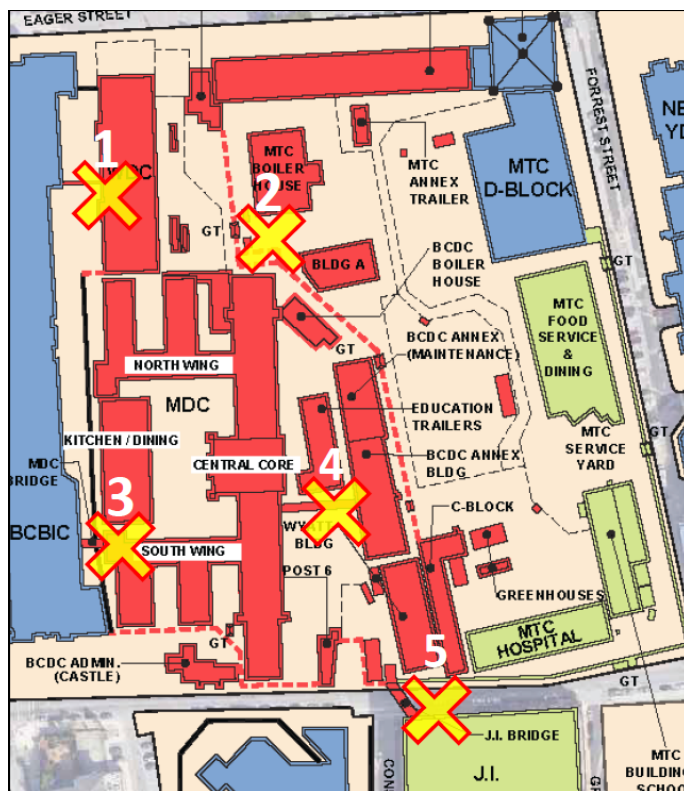 EAGER STREET
FORREST STREET
1
2
MTC
BOILER
HOUSE
MTC
ANNEX
TRAILER
MTC
D-BLOCK
GT
BLDG A
BCDC
BOILER
HOUSE
GT
MTC
FOOD
SERVICE
&
DINING
GT
BCDC ANNEX
(MAINTENANCE)
NORTH WING
MDC
EDUCATION
TRAILERS
KITCHEN / DINING
CENTRAL CORE
BCDC ANNEX
BLDG
MTC
SERVICE
YARD
GT
MDC
BRIDGE
3
4
BCBIC
SOUTH WING
BLDG
C-BLOCK
POST 6
GREENHOUSES
MTC
HOSPITAL
GT
BCDC ADMIN.
(CASTLE)
5
GT
J.I. BRIDGE
J.I.
MTC